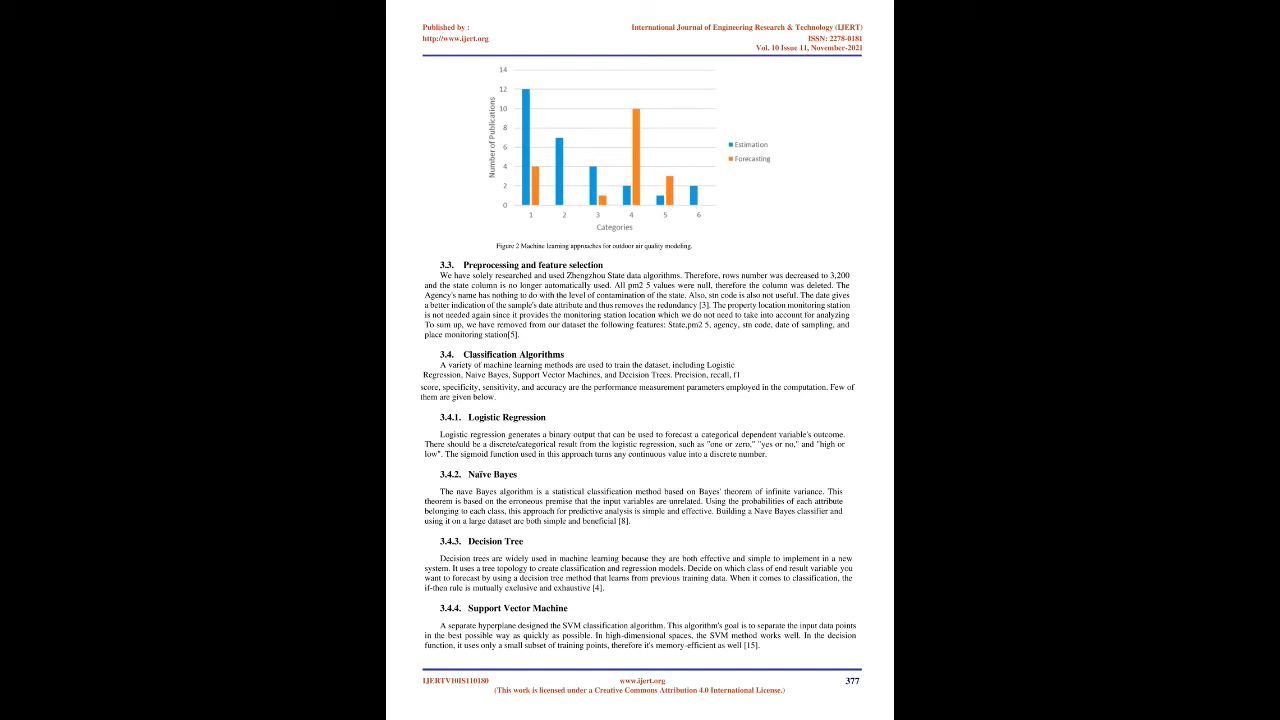 Published by :
International Journal of Engineering Research & Technology (IJERT)
http://www.ijert.org
ISSN: 2278-0181
Vol. 10 Issue 11, November-2021
14
12
10
8
6
4
2
0
Number of Publications
1 2 3 4 5 6
Categories
Estimation
Forecasting
Figure 2 Machine learning approaches for outdoor air quality modeling.
3.3. Preprocessing and feature selection
We have solely researched and used Zhengzhou State data algorithms. Therefore, rows number was decreased to 3,200
and the state column is no longer automatically used. All pm2 5 values were null, therefore the column was deleted. The
Agency's name has nothing to do with the level of contamination of the state. Also, stn code is also not useful. The date gives
a better indication of the sample's date attribute and thus removes the redundancy [3]. The property location monitoring station
is not needed again since it provides the monitoring station location which we do not need to take into account for analyzing
To sum up, we have removed from our dataset the following features: State,pm2 5, agency, stn code, date of sampling, and
place monitoring station[5].
3.4. Classification Algorithms
A variety of machine learning methods are used to train the dataset, including Logistic
Regression, Naive Bayes, Support Vector Machines, and Decision Trees. Precision, recall, f1
score, specificity, sensitivity, and accuracy are the performance measurement parameters employed in the computation. Few of
them are given below.
3.4.1. Logistic Regression
Logistic regression generates a binary output that can be used to forecast a categorical dependent variable's outcome.
There should be a discrete/categorical result from the logistic regression, such as "one or zero," "yes or no," and "high or
low". The sigmoid function used in this approach turns any continuous value into a discrete number.
3.4.2. Naïve Bayes
The nave Bayes algorithm is a statistical classification method based on Bayes' theorem of infinite variance. This
theorem is based on the erroneous premise that the input variables are unrelated. Using the probabilities of each attribute
belonging to each class, this approach for predictive analysis is simple and effective. Building a Nave Bayes classifier and
using it on a large dataset are both simple and beneficial [8].
3.4.3. Decision Tree
Decision trees are widely used in machine learning because they are both effective and simple to implement in a new
system. It uses a tree topology to create classification and regression models. Decide on which class of end result variable you
want to forecast by using a decision tree method that learns from previous training data. When it comes to classification, the
if-then rule is mutually exclusive and exhaustive [4].
3.4.4. Support Vector Machine
A separate hyperplane designed the SVM classification algorithm. This algorithm's goal is to separate the input data points
in the best possible way as quickly as possible. In high-dimensional spaces, the SVM method works well. In the decision
function, it uses only a small subset of training points, therefore it's memory-efficient as well [15].
IJERTV10IS110180
www.ijert.org
377
(This work is licensed under a Creative Commons Attribution 4.0 International License.)